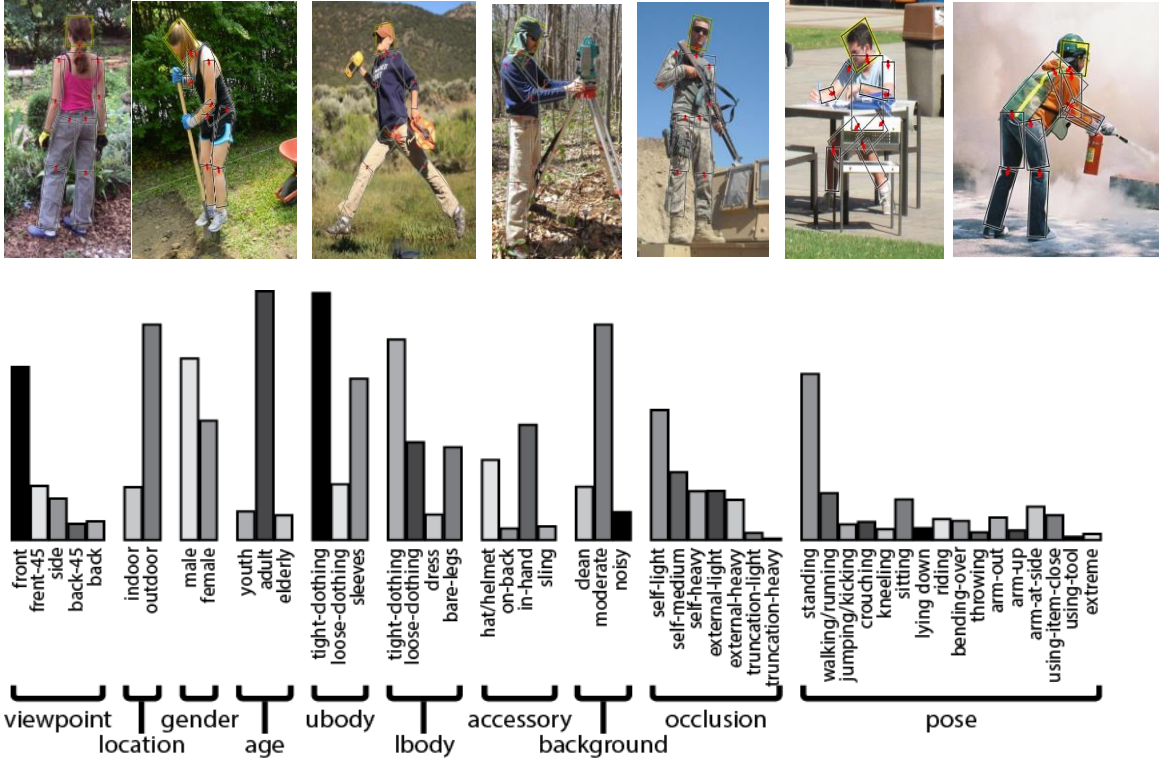 front
frent-45
side
back-45
back
indoor
outdoor
male
female
youth
adult
elderly
tight-clothing
loose-clothing
sleeves
tight-clothing
loose-clothing
dress
bare-legs
hat/helmet
on-back
in-hand
sling
clean
moderate
noisy
self-light
self-medium
self-heavy
external-light
external-heavy
truncation-light
truncation-heavy
standing
walking/running
jumping/kicking
crouching
kneeling
sitting
lying down
riding
bending-over
throwing
arm-out
arm-up
arm-at-side
using-item-close
using-tool
extreme
viewpoint
location
gender
age
ubody
lbody
accessory
background
occlusion
pose